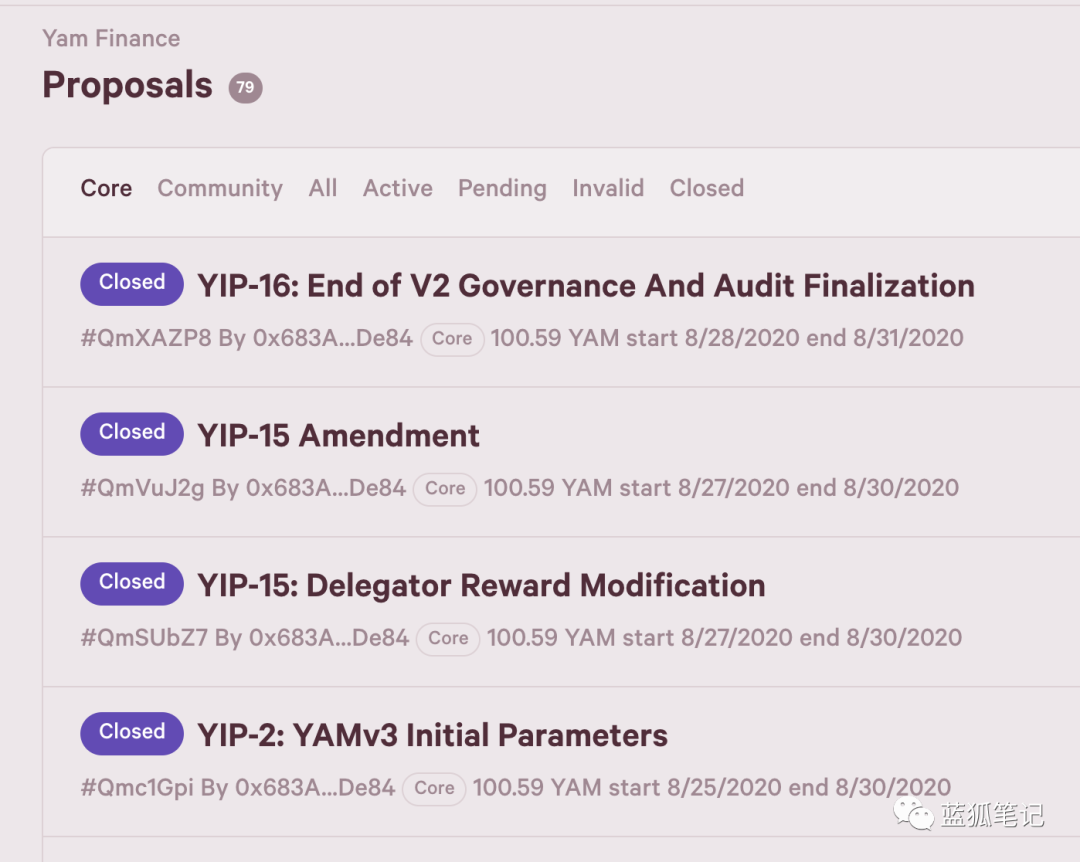 Yam Finance
Proposals 79
Core Community All Active Pending Invalid Closed
Closed YIP-16: End of V2 Governance And Audit Finalization
#QmXAZP8 By 0x683A...De84 Core 100.59 YAM start 8/28/2020 end 8/31/2020
Closed YIP-15 Amendment
#QmVuJ2g By 0x683A...De84 Core 100.59 YAM start 8/27/2020 end 8/30/2020
Closed YIP-15: Delegator Reward Modification
#QmSUbZ7 By 0x683A...De84 Core 100.59 YAM start 8/27/2020 end 8/30/2020
Closed YIP-2: YAMv3 Initial Parameters
#Qmc1Gpi By 0x683A...De84 Core 100.59 YAM start 8/25/2020 end 8/30/2020
蓝狐笔记